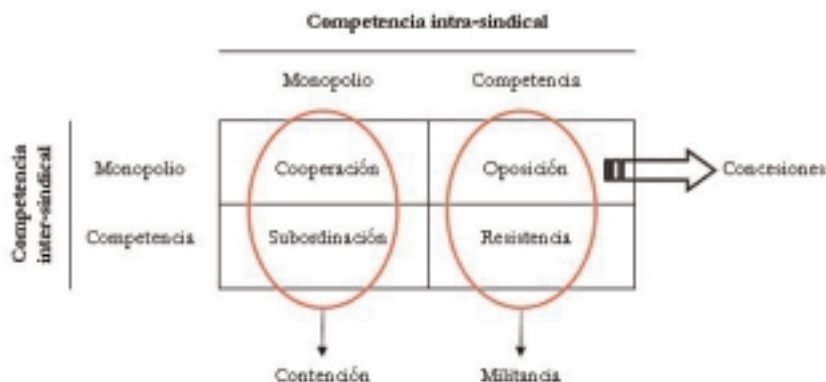 Competencia intra-sindical
Monopolio Competencia
Competencia
inter-sindical
Monopolio Cooperación Oposición Concesiones
Competencia Subordinación Resistencia
Contención Militancia